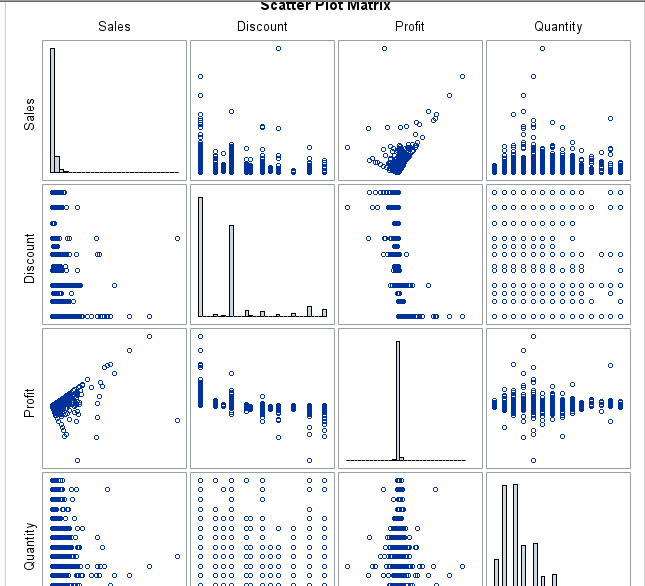 Scatter Plot Matrix
Sales
Discount
Profit
Quantity
Sales
Discount
Profit
Quantity